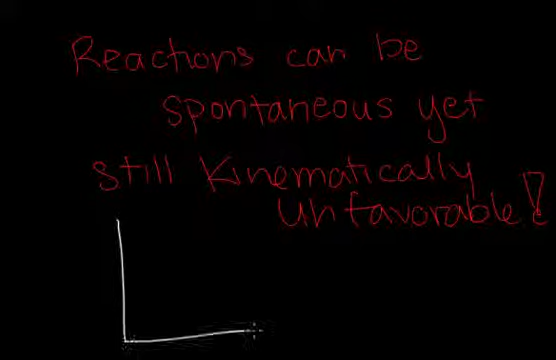 Reactions can be
spontaneous yet
still Kinematically
Unfavorable!